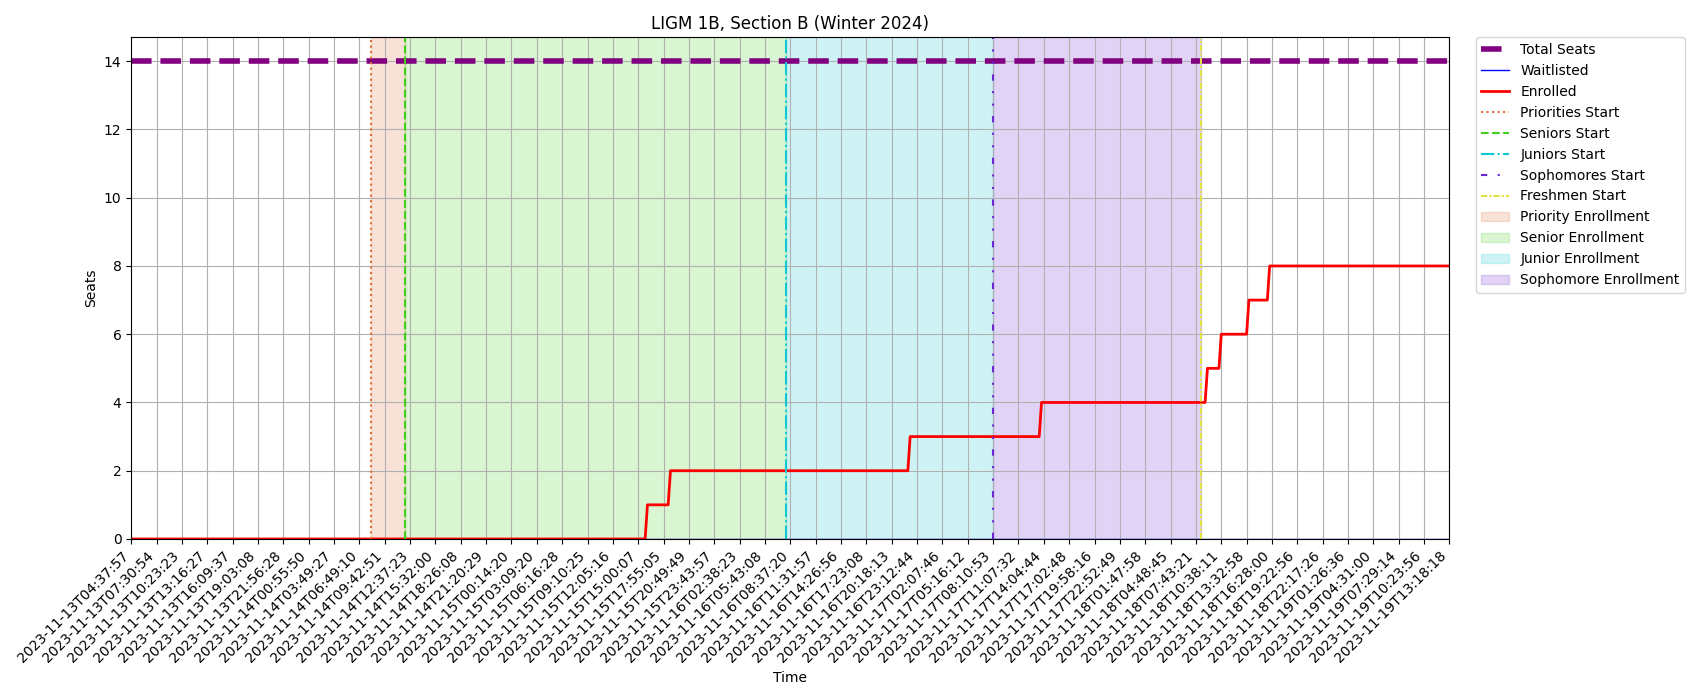 LIGM 1B, Section B (Winter 2024)
Total Seats
Waitlisted
Enrolled
Priorities Start
Seniors Start
Juniors Start
Sophomores Start
Freshmen Start
Priority Enrollment
Senior Enrollment
Junior Enrollment
Sophomore Enrollment
Seats
14
12
10
8
6
4
2
0
2023-11-13T04:37:57
2023-11-13T07:30:54
2023-11-13T10:23:23
2023-11-13T13:16:27
2023-11-13T16:09:37
2023-11-13T19:03:08
2023-11-13T21:56:28
2023-11-14T00:55:50
2023-11-14T03:49:27
2023-11-14T06:49:10
2023-11-14T09:42:51
2023-11-14T12:37:23
2023-11-14T15:32:00
2023-11-14T18:26:08
2023-11-14T21:20:29
2023-11-15T00:14:20
2023-11-15T03:09:20
2023-11-15T06:16:28
2023-11-15T09:10:25
2023-11-15T12:05:16
2023-11-15T15:00:07
2023-11-15T17:55:05
2023-11-15T20:49:49
2023-11-15T23:43:57
2023-11-16T02:38:23
2023-11-16T05:43:08
2023-11-16T08:37:20
2023-11-16T11:31:57
2023-11-16T14:26:56
2023-11-16T17:23:08
2023-11-16T20:18:13
2023-11-16T23:12:44
2023-11-17T02:07:46
2023-11-17T05:16:12
2023-11-17T08:10:53
2023-11-17T11:07:32
2023-11-17T14:04:44
2023-11-17T17:02:48
2023-11-17T19:58:16
2023-11-17T22:52:49
2023-11-18T01:47:58
2023-11-18T04:48:45
2023-11-18T07:43:21
2023-11-18T10:38:11
2023-11-18T13:32:58
2023-11-18T16:28:00
2023-11-18T19:22:56
2023-11-18T22:17:26
2023-11-19T01:26:36
2023-11-19T04:31:00
2023-11-19T07:29:14
2023-11-19T10:23:56
2023-11-19T13:18:18
Time